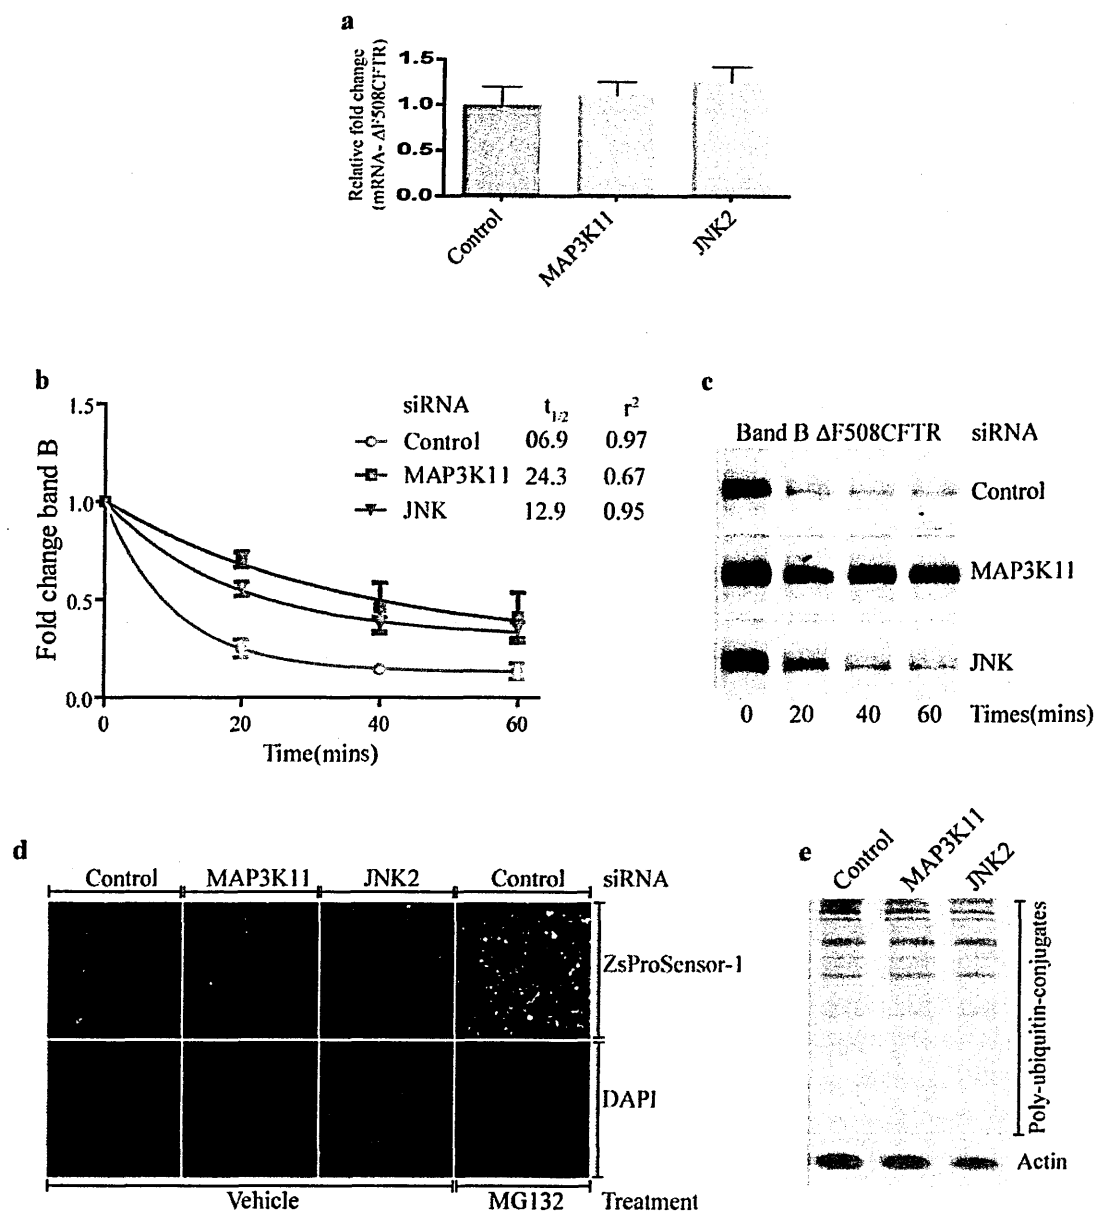 a
Relative fold change
(mRNA- ΔF508CFTR)
1.5
1.0
0.5
0.0
Control
MAP3K11
JNK2
b
Fold change band B
1.5
1.0
0.5
0.0
0
20
40
60
Time(mins)
siRNA t1/2 r²
Control 06.9 0.97
MAP3K11 24.3 0.67
JNK 12.9 0.95
c
Band B ΔF508CFTR siRNA
Control
MAP3K11
JNK
0 20 40 60 Times(mins)
d
Control MAP3K11 JNK2 Control siRNA
ZsProSensor-1
DAPI
Vehicle MG132 Treatment
e
Control
MAP3K11
JNK2
Poly-ubiquitin-conjugates
Actin